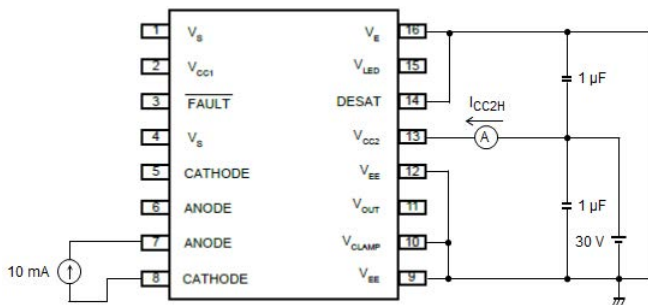 1 V_S V_E 16
2 V_CC1 V_LED 15
1 µF
3 FAULT DESAT 14
I_CC2H
4 V_S V_CC2 13 A
5 CATHODE V_EE 12
6 ANODE V_OUT 11
1 µF
7 ANODE V_CLAMP 10
30 V
10 mA
8 CATHODE V_EE 9